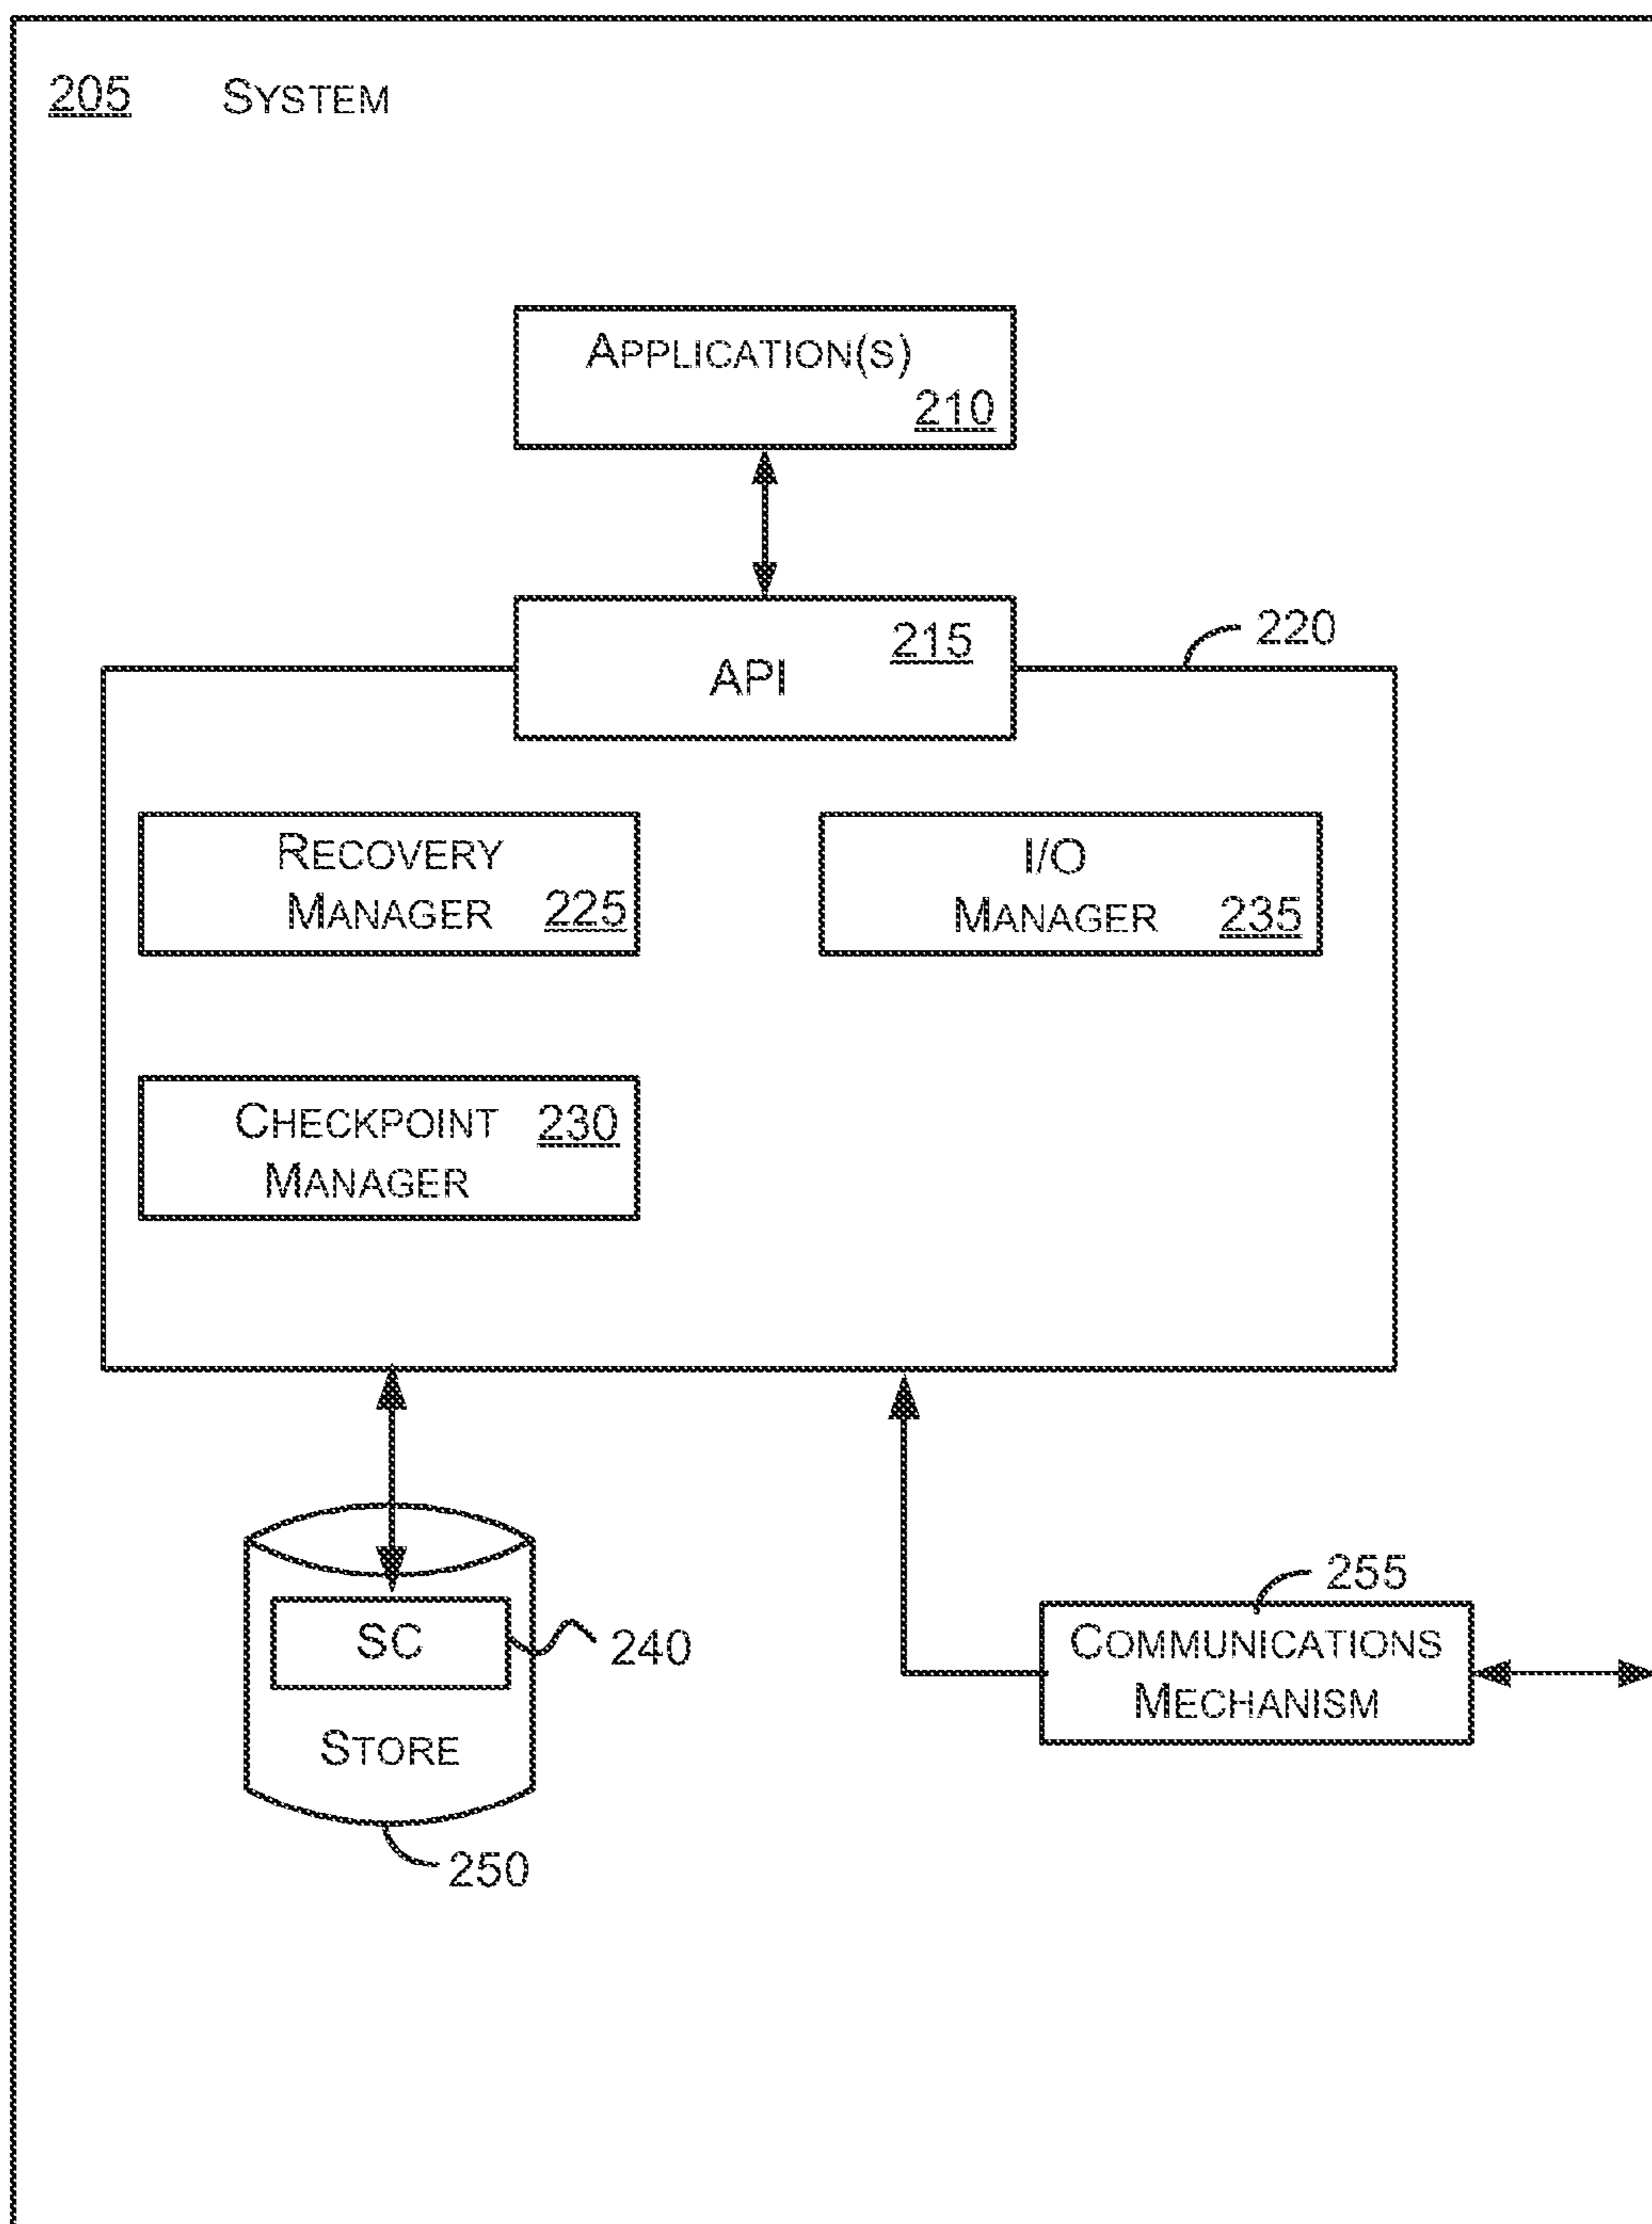 205 SYSTEM
APPLICATION(S)
210
220
215
API
RECOVERY
MANAGER 225
I/O
MANAGER 235
CHECKPOINT 230
MANAGER
255
SC
240
COMMUNICATIONS
MECHANISM
STORE
250